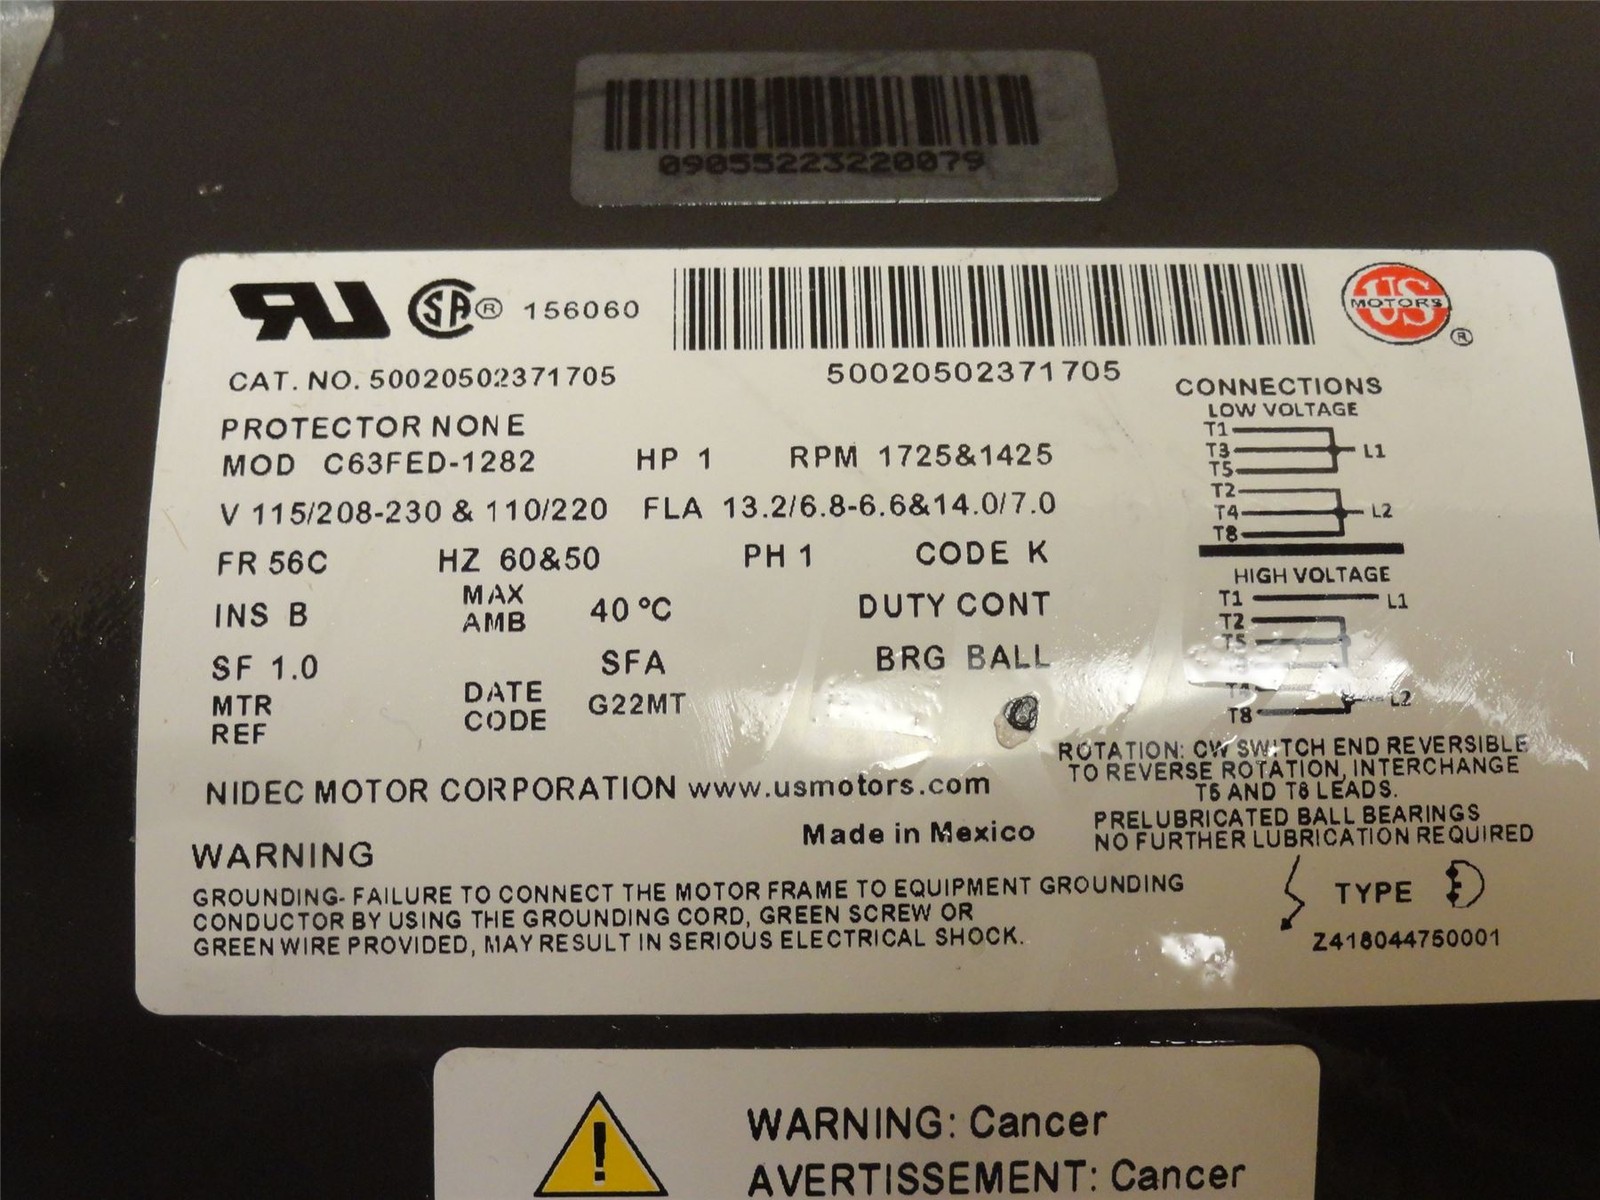 09055223220079
CSA® 156060
US MOTORS ®
CAT. NO. 50020502371705
50020502371705
PROTECTOR NONE
MOD C63FED-1282 HP 1 RPM 1725&1425
V 115/208-230 & 110/220 FLA 13.2/6.8-6.6&14.0/7.0
FR 56C HZ 60&50 PH 1 CODE K
INS B MAX AMB 40 °C DUTY CONT
SF 1.0 SFA BRG BALL
MTR REF DATE CODE G22MT
NIDEC MOTOR CORPORATION www.usmotors.com
Made in Mexico
CONNECTIONS
LOW VOLTAGE
T1
T3 L1
T5
T2
T4 L2
T8
HIGH VOLTAGE
T1 L1
T2
T5
T4
L2
T8
ROTATION: CW SWITCH END REVERSIBLE
TO REVERSE ROTATION, INTERCHANGE
T5 AND T8 LEADS.
PRELUBRICATED BALL BEARINGS
NO FURTHER LUBRICATION REQUIRED
TYPE
Z418044750001
WARNING
GROUNDING- FAILURE TO CONNECT THE MOTOR FRAME TO EQUIPMENT GROUNDING
CONDUCTOR BY USING THE GROUNDING CORD, GREEN SCREW OR
GREEN WIRE PROVIDED, MAY RESULT IN SERIOUS ELECTRICAL SHOCK.
WARNING: Cancer
AVERTISSEMENT: Cancer